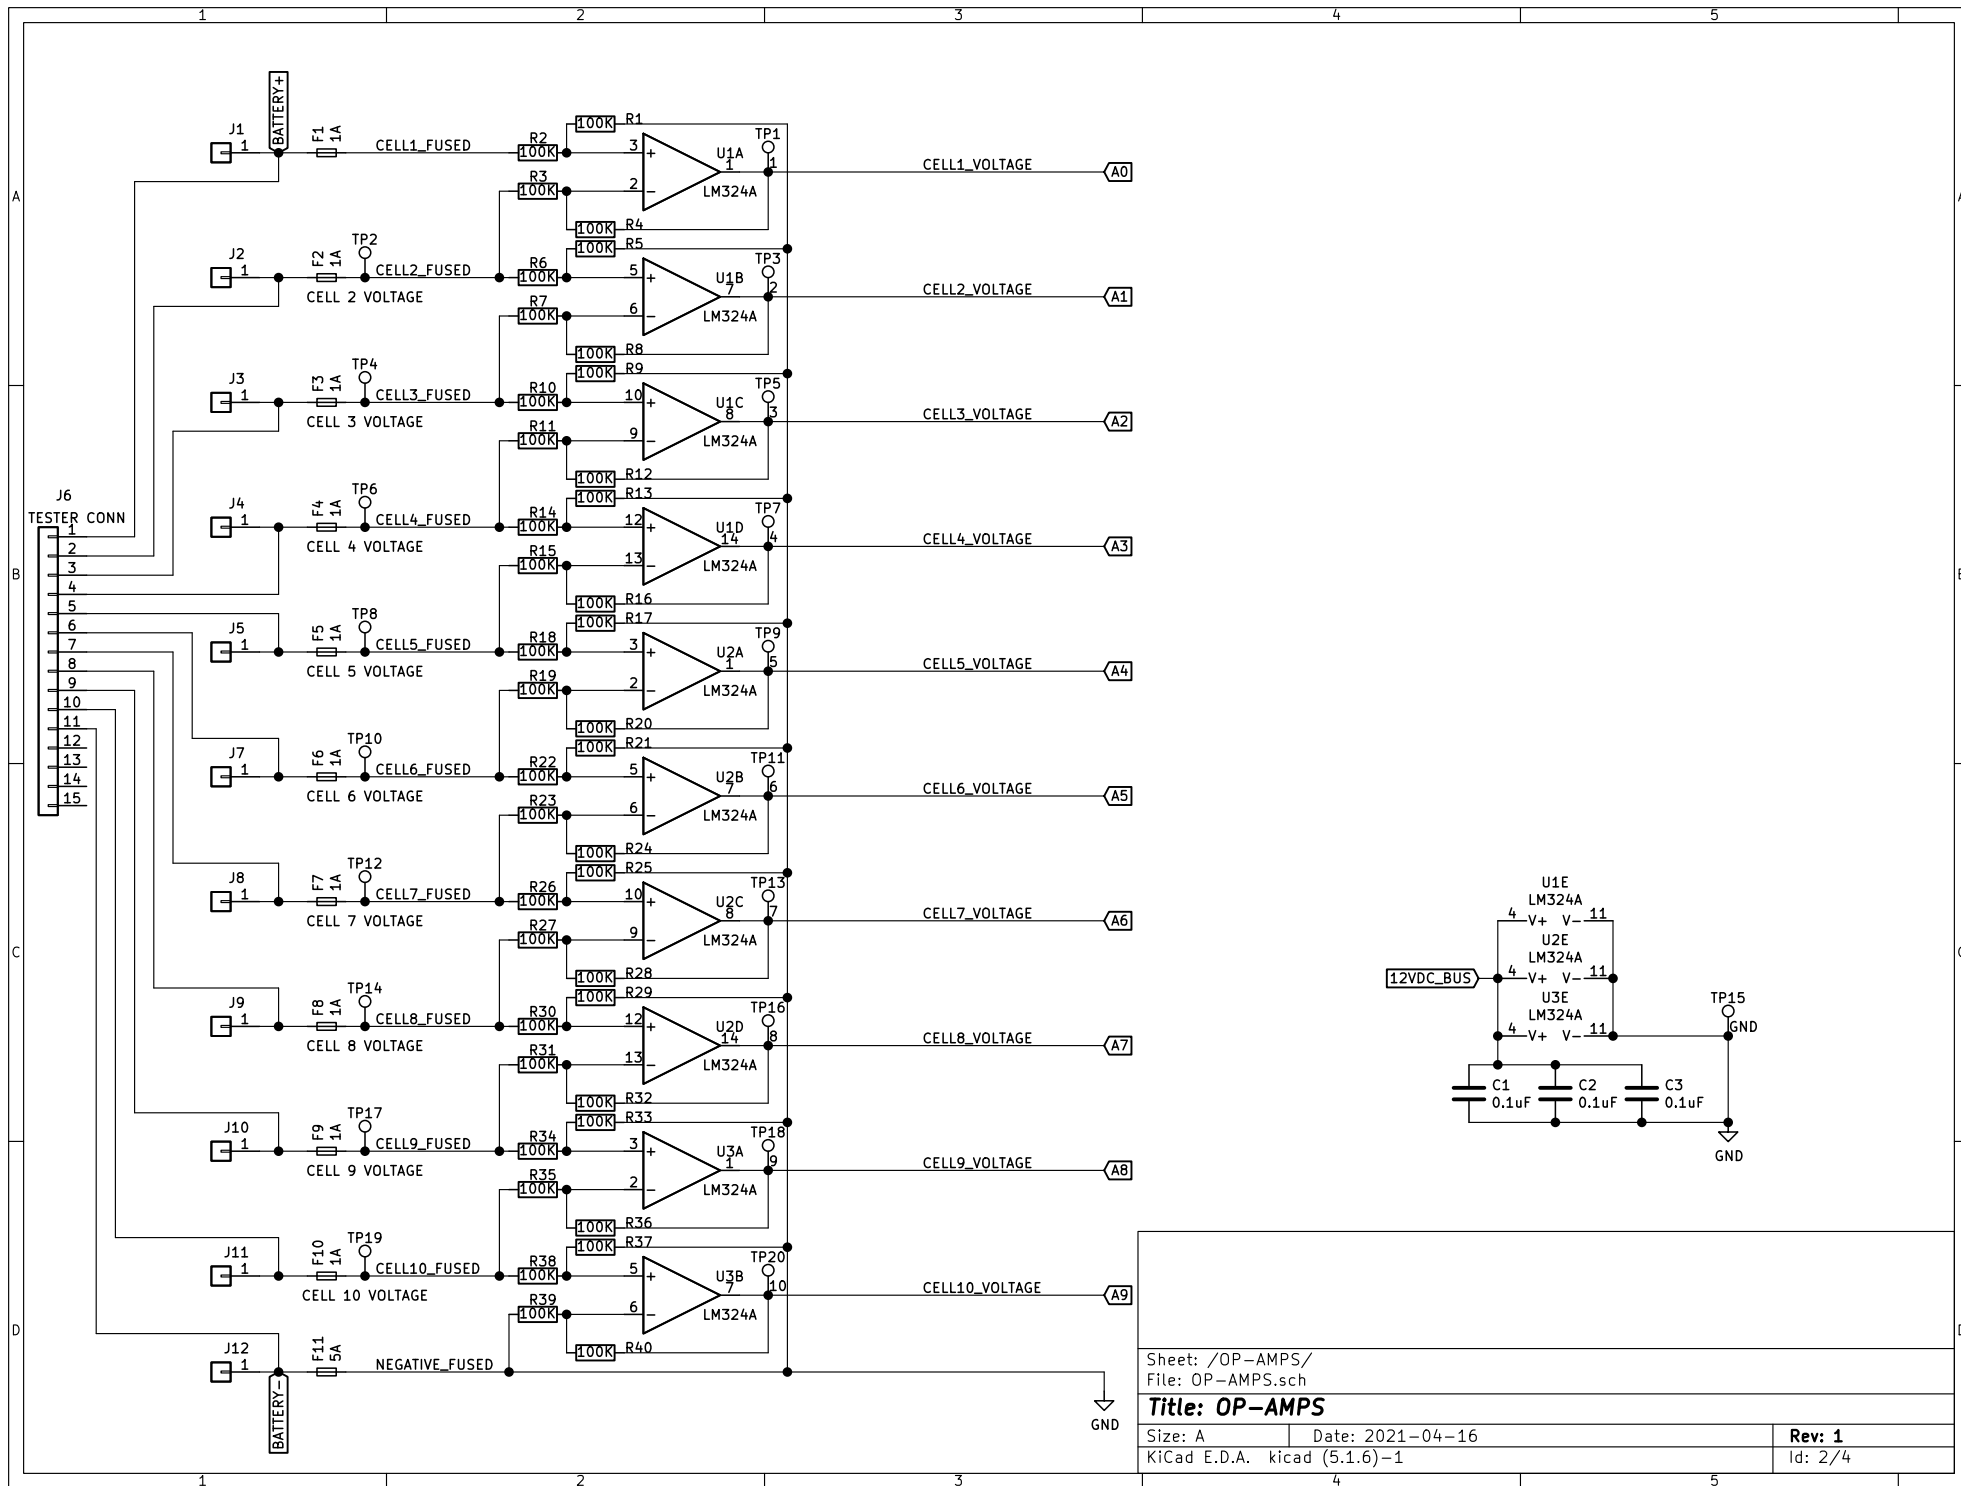 1 2 3 4 5
A
B
C
D
BATTERY+
J1
1
F1
1A
CELL1_FUSED
R2
100K
R3
100K
100K R1
3 +
2 −
U1A
1
LM324A
100K R4
TP1
1
CELL1_VOLTAGE
A0
J2
1
F2
1A
TP2
CELL2_FUSED
CELL 2 VOLTAGE
R6
100K
R7
100K
100K R5
5 +
6 −
U1B
7
LM324A
100K R8
TP3
2
CELL2_VOLTAGE
A1
J3
1
F3
1A
TP4
CELL3_FUSED
CELL 3 VOLTAGE
R10
100K
R11
100K
100K R9
10 +
9 −
U1C
8
LM324A
100K R12
TP5
3
CELL3_VOLTAGE
A2
J4
1
F4
1A
TP6
CELL4_FUSED
CELL 4 VOLTAGE
R14
100K
R15
100K
100K R13
12 +
13 −
U1D
14
LM324A
100K R16
TP7
4
CELL4_VOLTAGE
A3
J6
TESTER CONN
1
2
3
4
5
6
7
8
9
10
11
12
13
14
15
J5
1
F5
1A
TP8
CELL5_FUSED
CELL 5 VOLTAGE
R18
100K
R19
100K
100K R17
3 +
2 −
U2A
1
LM324A
100K R20
TP9
5
CELL5_VOLTAGE
A4
J7
1
F6
1A
TP10
CELL6_FUSED
CELL 6 VOLTAGE
R22
100K
R23
100K
100K R21
5 +
6 −
U2B
7
LM324A
100K R24
TP11
6
CELL6_VOLTAGE
A5
J8
1
F7
1A
TP12
CELL7_FUSED
CELL 7 VOLTAGE
R26
100K
R27
100K
100K R25
10 +
9 −
U2C
8
LM324A
100K R28
TP13
7
CELL7_VOLTAGE
A6
J9
1
F8
1A
TP14
CELL8_FUSED
CELL 8 VOLTAGE
R30
100K
R31
100K
100K R29
12 +
13 −
U2D
14
LM324A
100K R32
TP16
8
CELL8_VOLTAGE
A7
J10
1
F9
1A
TP17
CELL9_FUSED
CELL 9 VOLTAGE
R34
100K
R35
100K
100K R33
3 +
2 −
U3A
1
LM324A
100K R36
TP18
9
CELL9_VOLTAGE
A8
J11
1
F10
1A
TP19
CELL10_FUSED
CELL 10 VOLTAGE
R38
100K
R39
100K
100K R37
5 +
6 −
U3B
7
LM324A
100K R40
TP20
10
CELL10_VOLTAGE
A9
J12
1
F11
5A
NEGATIVE_FUSED
BATTERY−
GND
U1E
LM324A
4 V+ V− 11
U2E
LM324A
12VDC_BUS
4 V+ V− 11
U3E
LM324A
4 V+ V− 11
TP15
GND
C1
0.1uF
C2
0.1uF
C3
0.1uF
GND
Sheet: /OP−AMPS/
File: OP−AMPS.sch
Title: OP−AMPS
Size: A Date: 2021−04−16 Rev: 1
KiCad E.D.A. kicad (5.1.6)−1 Id: 2/4
1 2 3 4 5